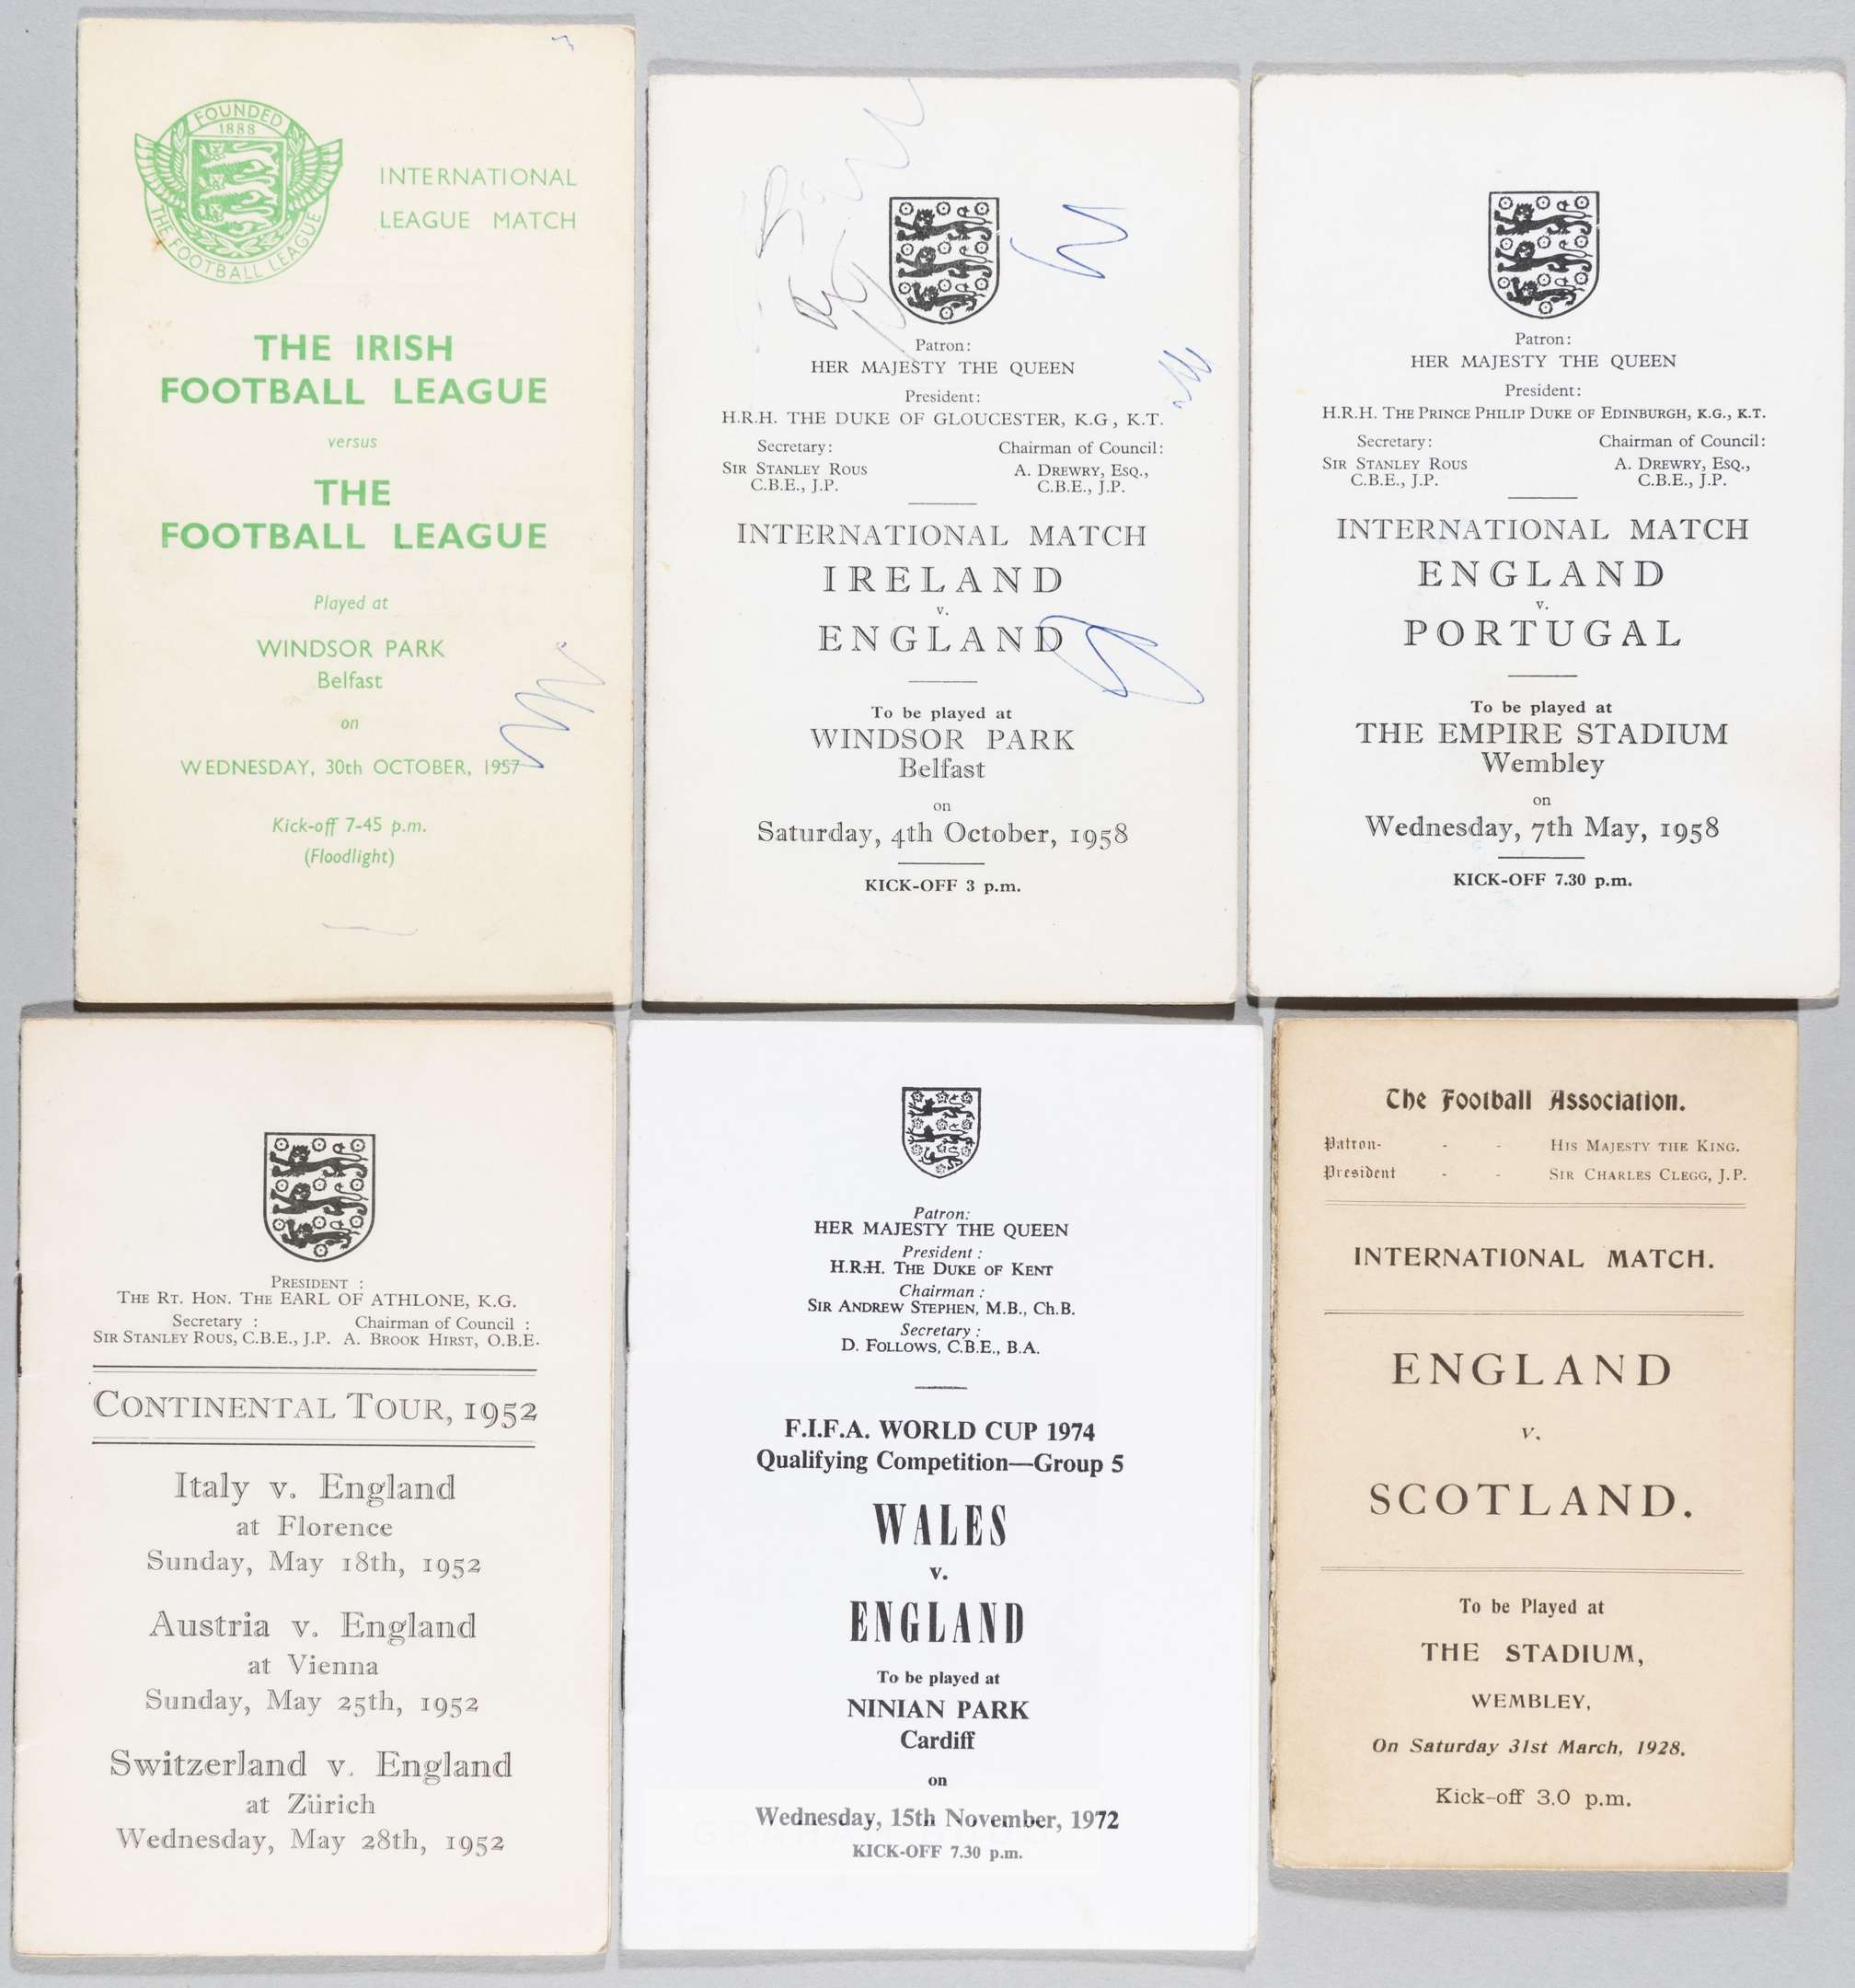 FOUNDED
1888
THE FOOTBALL LEAGUE
INTERNATIONAL
LEAGUE MATCH
THE IRISH
FOOTBALL LEAGUE
versus
THE
FOOTBALL LEAGUE
Played at
WINDSOR PARK
Belfast
on
WEDNESDAY, 30th OCTOBER, 1957
Kick-off 7-45 p.m.
(Floodlight)
Patron:
HER MAJESTY THE QUEEN
President:
H.R.H. THE DUKE OF GLOUCESTER, K.G., K.T.
Secretary: Chairman of Council:
SIR STANLEY ROUS A. DREWRY, ESQ.,
C.B.E., J.P. C.B.E., J.P.
INTERNATIONAL MATCH
IRELAND
v.
ENGLAND
To be played at
WINDSOR PARK
Belfast
on
Saturday, 4th October, 1958
KICK-OFF 3 p.m.
Patron:
HER MAJESTY THE QUEEN
President:
H.R.H. THE PRINCE PHILIP DUKE OF EDINBURGH, K.G., K.T.
Secretary: Chairman of Council:
SIR STANLEY ROUS A. DREWRY, ESQ.,
C.B.E., J.P. C.B.E., J.P.
INTERNATIONAL MATCH
ENGLAND
v.
PORTUGAL
To be played at
THE EMPIRE STADIUM
Wembley
on
Wednesday, 7th May, 1958
KICK-OFF 7.30 p.m.
PRESIDENT :
THE RT. HON. THE EARL OF ATHLONE, K.G.
Secretary : Chairman of Council :
SIR STANLEY ROUS, C.B.E., J.P. A. BROOK HIRST, O.B.E.
CONTINENTAL TOUR, 1952
Italy v. England
at Florence
Sunday, May 18th, 1952
Austria v. England
at Vienna
Sunday, May 25th, 1952
Switzerland v. England
at Zürich
Wednesday, May 28th, 1952
Patron:
HER MAJESTY THE QUEEN
President :
H.R.H. THE DUKE OF KENT
Chairman :
SIR ANDREW STEPHEN, M.B., Ch.B.
Secretary :
D. FOLLOWS, C.B.E., B.A.
F.I.F.A. WORLD CUP 1974
Qualifying Competition—Group 5
WALES
v.
ENGLAND
To be played at
NINIAN PARK
Cardiff
on
Wednesday, 15th November, 1972
KICK-OFF 7.30 p.m.
The Football Association.
Patron- - - HIS MAJESTY THE KING.
President - - SIR CHARLES CLEGG, J.P.
INTERNATIONAL MATCH.
ENGLAND
v.
SCOTLAND.
To be Played at
THE STADIUM,
WEMBLEY,
On Saturday 31st March, 1928.
Kick-off 3.0 p.m.